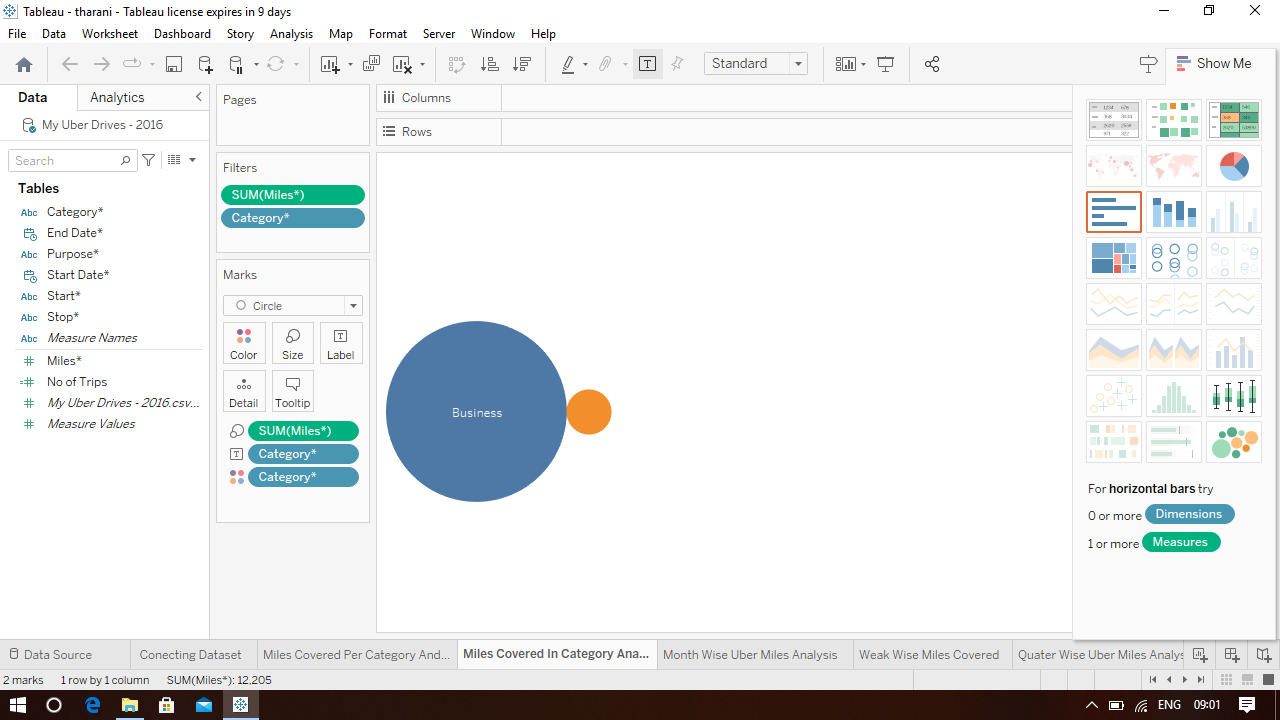 Tableau - tharani - Tableau license expires in 9 days
File Data Worksheet Dashboard Story Analysis Map Format Server Window Help
Standard
Show Me
Data Analytics
My Uber Drives - 2016
Search
Tables
Abc Category*
End Date*
Abc Purpose*
Start Date*
Abc Start*
Abc Stop*
Abc Measure Names
Miles*
No of Trips
My Uber Drives - 2016.csv...
Measure Values
Pages
Filters
SUM(Miles*)
Category*
Marks
Circle
Color Size Label
Detail Tooltip
SUM(Miles*)
Category*
Category*
Columns
Rows
Business
For horizontal bars try
0 or more Dimensions
1 or more Measures
Data Source Conecting Dataset Miles Covered Per Category And... Miles Covered In Category Ana... Month Wise Uber Miles Analysis Weak Wise Miles Covered Quater Wise Uber Miles Analys
2 marks 1 row by 1 column SUM(Miles*): 12,205
ENG 09:01